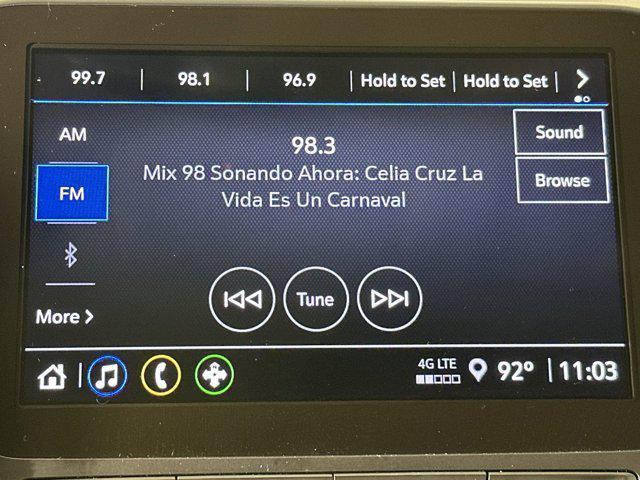 99.7 98.1 96.9 Hold to Set Hold to Set
AM
98.3
Sound
Mix 98 Sonando Ahora: Celia Cruz La
Vida Es Un Carnaval
Browse
FM
Tune
More
4G LTE
92° 11:03